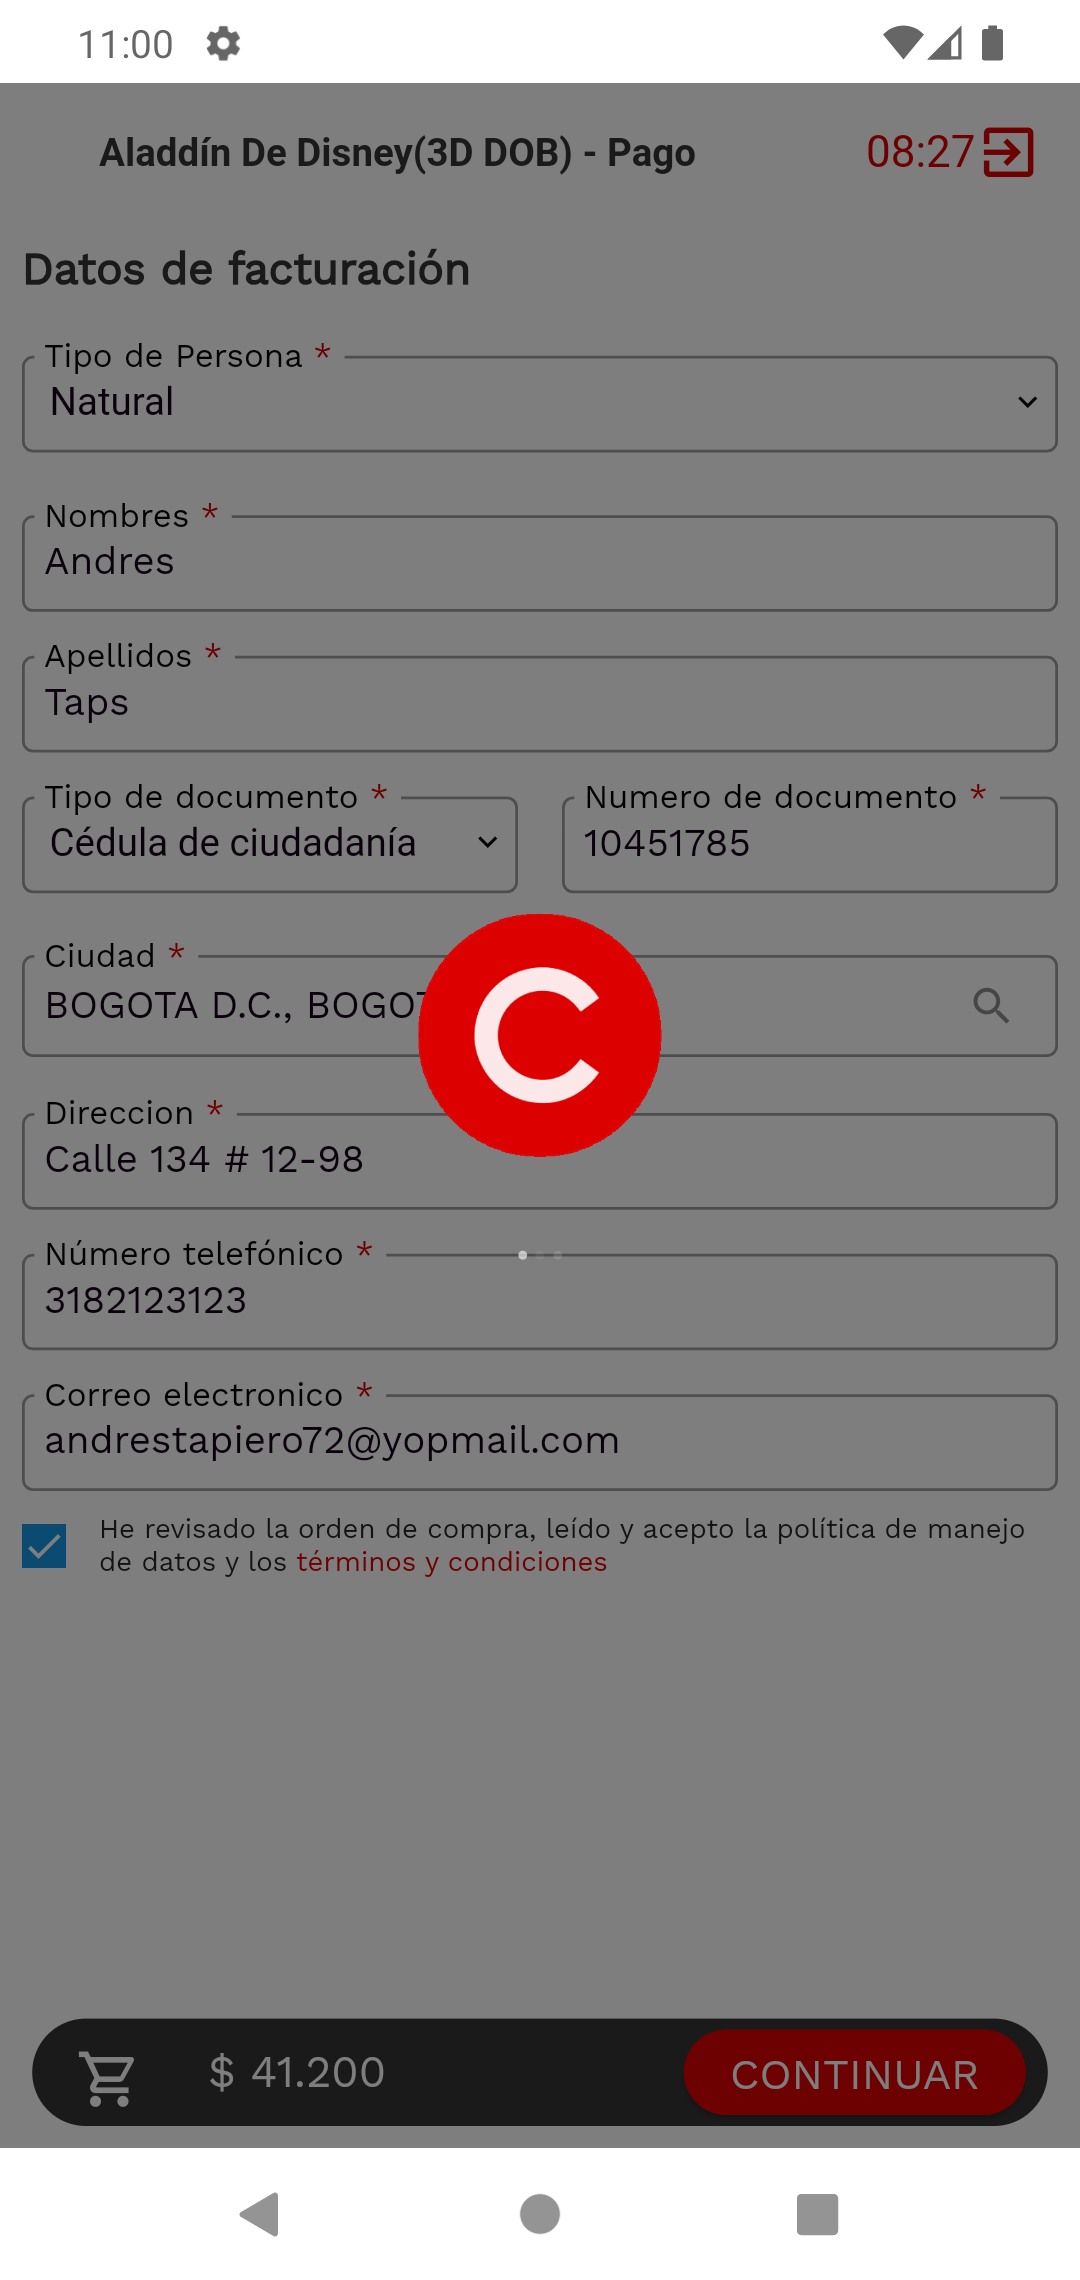 11:00
Aladdín De Disney(3D DOB) - Pago
08:27
Datos de facturación
Tipo de Persona *
Natural
Nombres *
Andres
Apellidos *
Taps
Tipo de documento *
Cédula de ciudadanía
Numero de documento *
10451785
Ciudad *
BOGOTA D.C.,
C
Direccion *
Calle 134 # 12-98
Número telefónico *
3182123123
Correo electronico *
andrestapiero72@yopmail.com
He revisado la orden de compra, leído y acepto la política de manejo
de datos y los términos y condiciones
$ 41.200
CONTINUAR